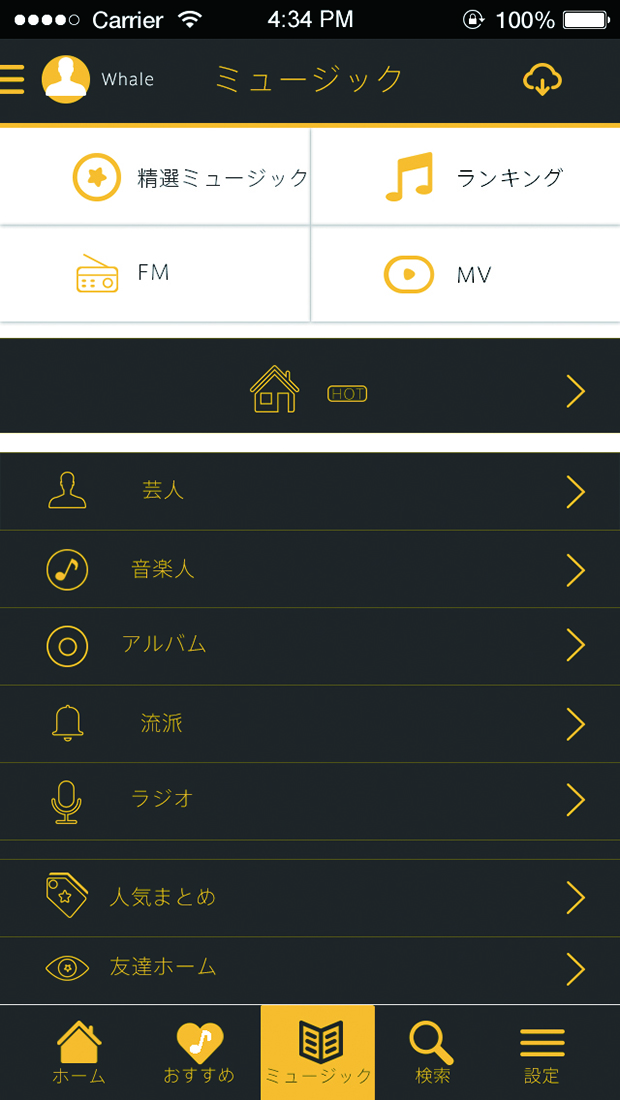 Carrier 4:34 PM 100%
Whale ミュージック
精選ミュージック ランキング
FM MV
HOT
芸人
音楽人
アルバム
流派
ラジオ
人気まとめ
友達ホーム
ホーム おすすめ ミュージック 検索 設定